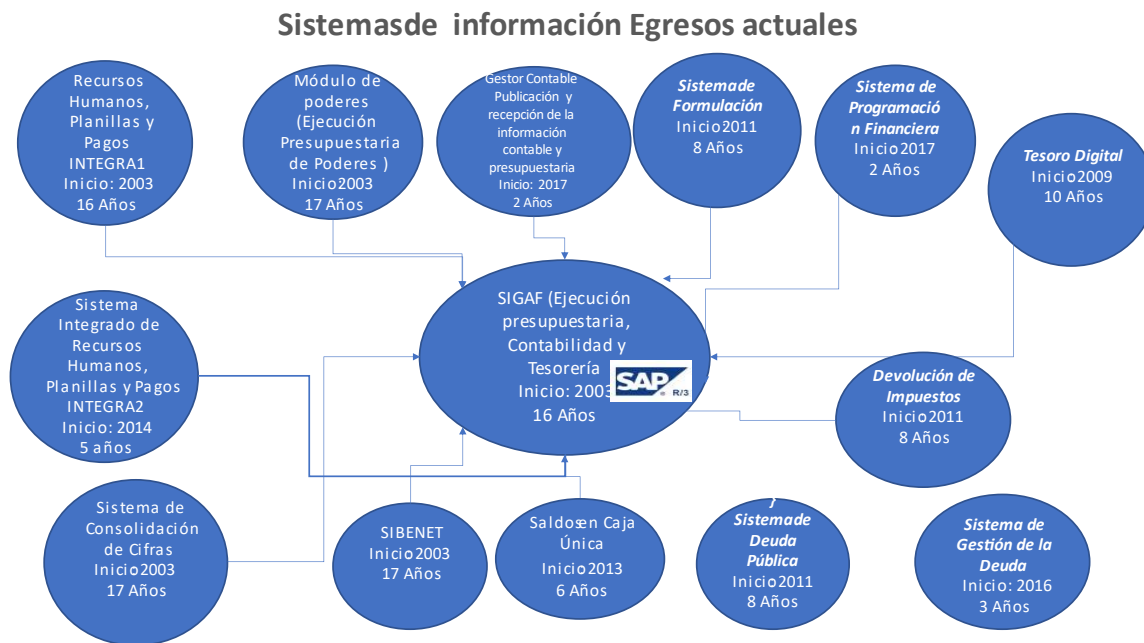 Sistemasde información Egresos actuales
Recursos
Humanos,
Planillas y
Pagos
INTEGRA1
Inicio: 2003
16 Años
Módulo de
poderes
(Ejecución
Presupuestaria
de Poderes )
Inicio2003
17 Años
Gestor Contable
Publicación y
recepción de la
información
contable y
presupuestaria
Inicio: 2017
2 Años
Sistemade
Formulación
Inicio2011
8 Años
Sistema de
Programació
n Financiera
Inicio2017
2 Años
Tesoro Digital
Inicio2009
10 Años
SIGAF (Ejecución
presupuestaria,
Contabilidad y
Tesorería
Inicio: 2003
16 Años
SAP
R/3
Sistema
Integrado de
Recursos
Humanos,
Planillas y Pagos
INTEGRA2
Inicio: 2014
5 años
Devolución de
Impuestos
Inicio2011
8 Años
Sistema de
Consolidación
de Cifras
Inicio2003
17 Años
SIBENET
Inicio2003
17 Años
Saldosen Caja
Única
Inicio2013
6 Años
}
Sistemade
Deuda
Pública
Inicio2011
8 Años
Sistema de
Gestión de la
Deuda
Inicio: 2016
3 Años